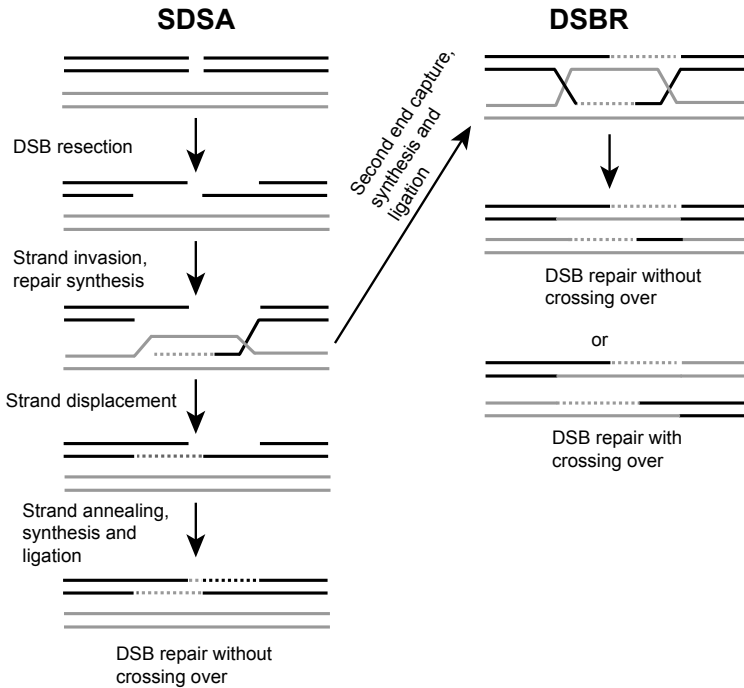 SDSA
DSB resection
Strand invasion,
repair synthesis
Strand displacement
Strand annealing,
synthesis and
ligation
DSB repair without
crossing over
Second end capture,
synthesis and
ligation
DSBR
DSB repair without
crossing over
or
DSB repair with
crossing over